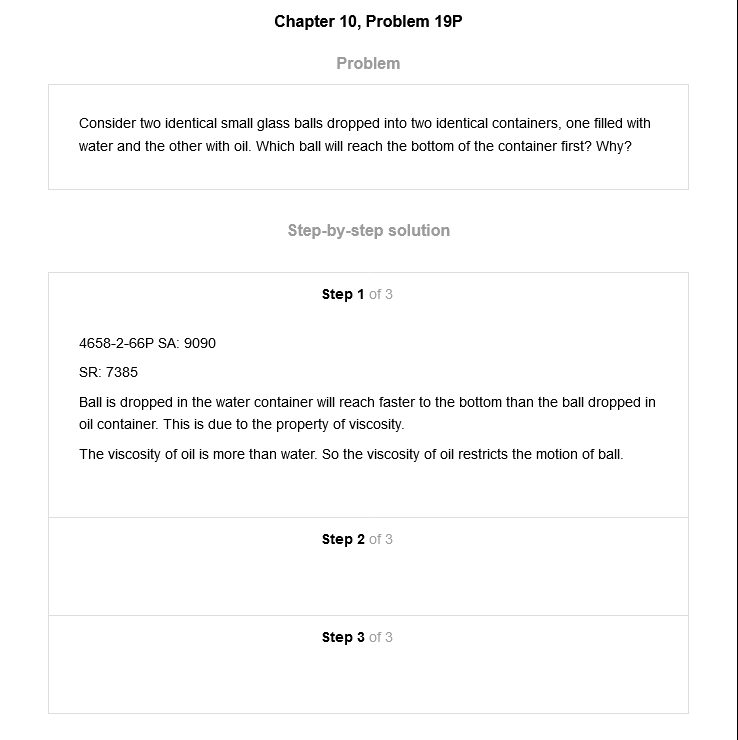 Chapter 10, Problem 19P
Problem
Consider two identical small glass balls dropped into two identical containers, one filled with
water and the other with oil. Which ball will reach the bottom of the container first? Why?
Step-by-step solution
Step 1 of 3
4658-2-66P SA: 9090
SR: 7385
Ball is dropped in the water container will reach faster to the bottom than the ball dropped in
oil container. This is due to the property of viscosity.
The viscosity of oil is more than water. So the viscosity of oil restricts the motion of ball.
Step 2 of 3
Step 3 of 3